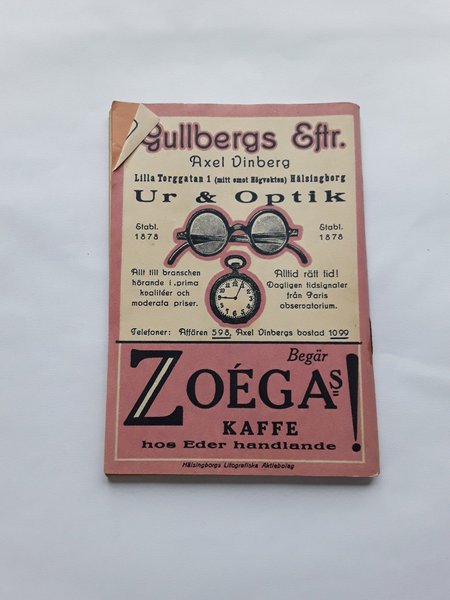 Gullbergs Eftr.
Axel Vinberg
Lilla Torggatan 1 (mitt emot Högvakten) Hälsingborg
Ur & Optik
Etabl. 1878
Etabl. 1878
Allt till branschen
hörande i prima
kvalitéer och
moderata priser.
Alltid rätt tid!
Dagligen tidsignaler
från Paris
observatorium.
Telefoner: Affären 598, Axel Vinbergs bostad 1099
Begär
ZOÉGAs!
KAFFE
hos Eder handlande
Hälsingborgs Litografiska Aktiebolag